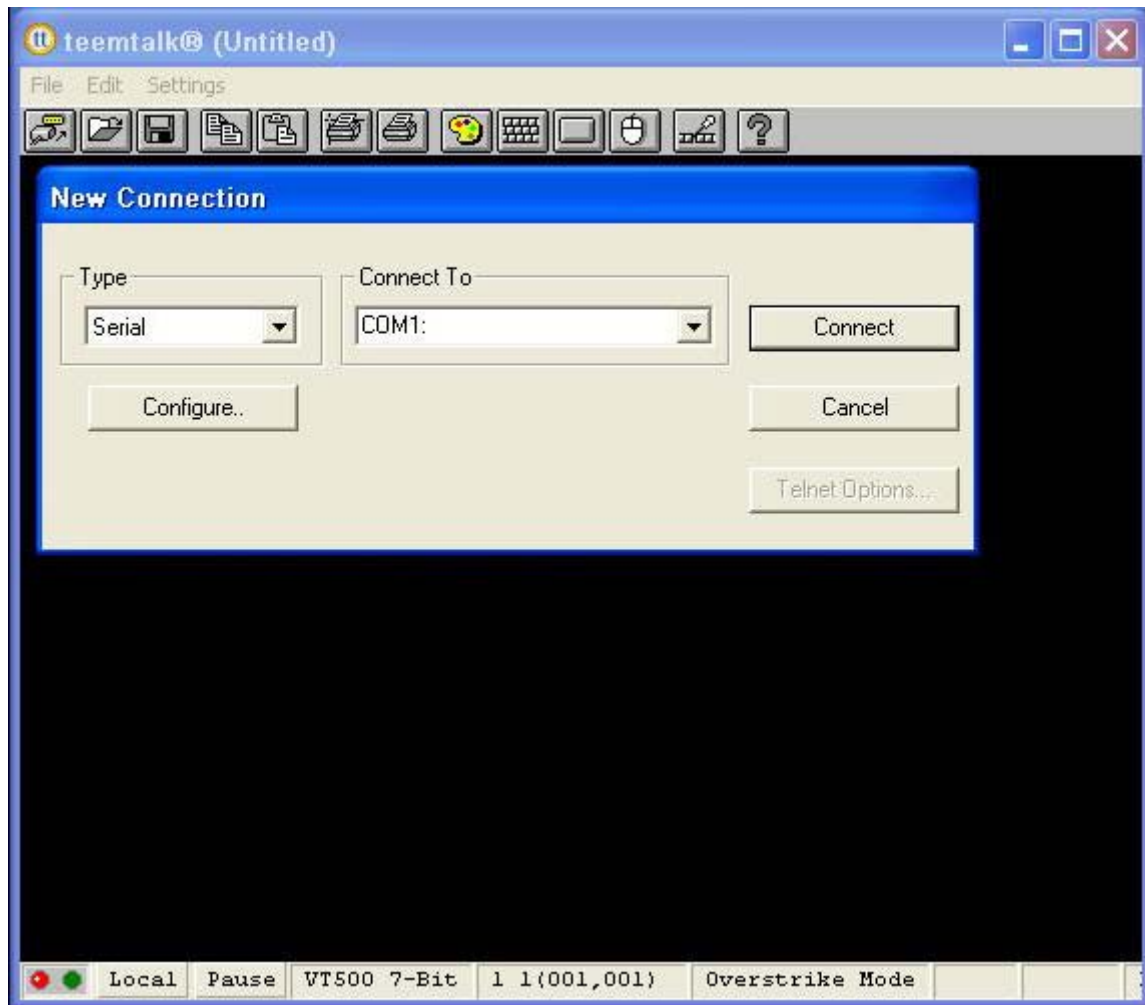 tt teemtalk® (Untitled)
File Edit Settings
?
New Connection
Type Connect To
Serial COM1: Connect
Configure.. Cancel
Telnet Options...
Local Pause VT500 7-Bit 1 1(001,001) Overstrike Mode